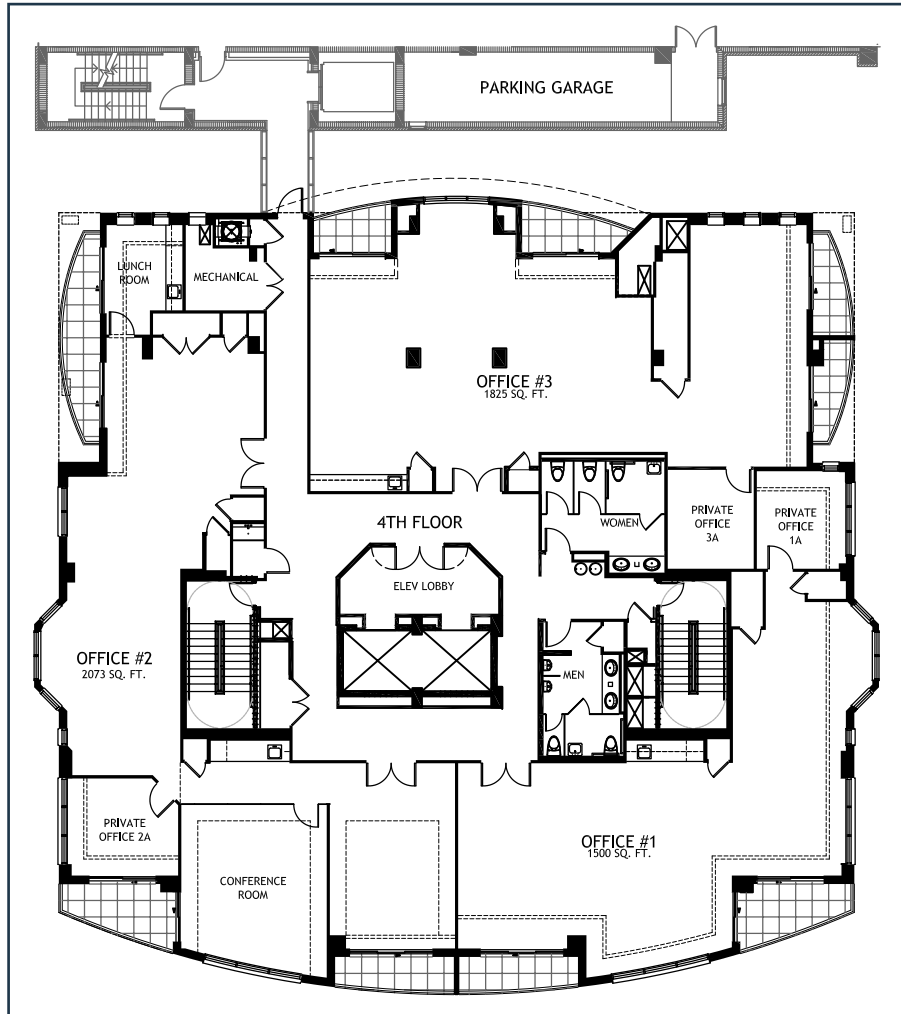 PARKING GARAGE
LUNCH
ROOM
MECHANICAL
OFFICE #3
1825 SQ. FT.
4TH FLOOR
WOMEN
PRIVATE
OFFICE
3A
PRIVATE
OFFICE
1A
ELEV LOBBY
OFFICE #2
2073 SQ. FT.
MEN
PRIVATE
OFFICE 2A
CONFERENCE
ROOM
OFFICE #1
1500 SQ. FT.